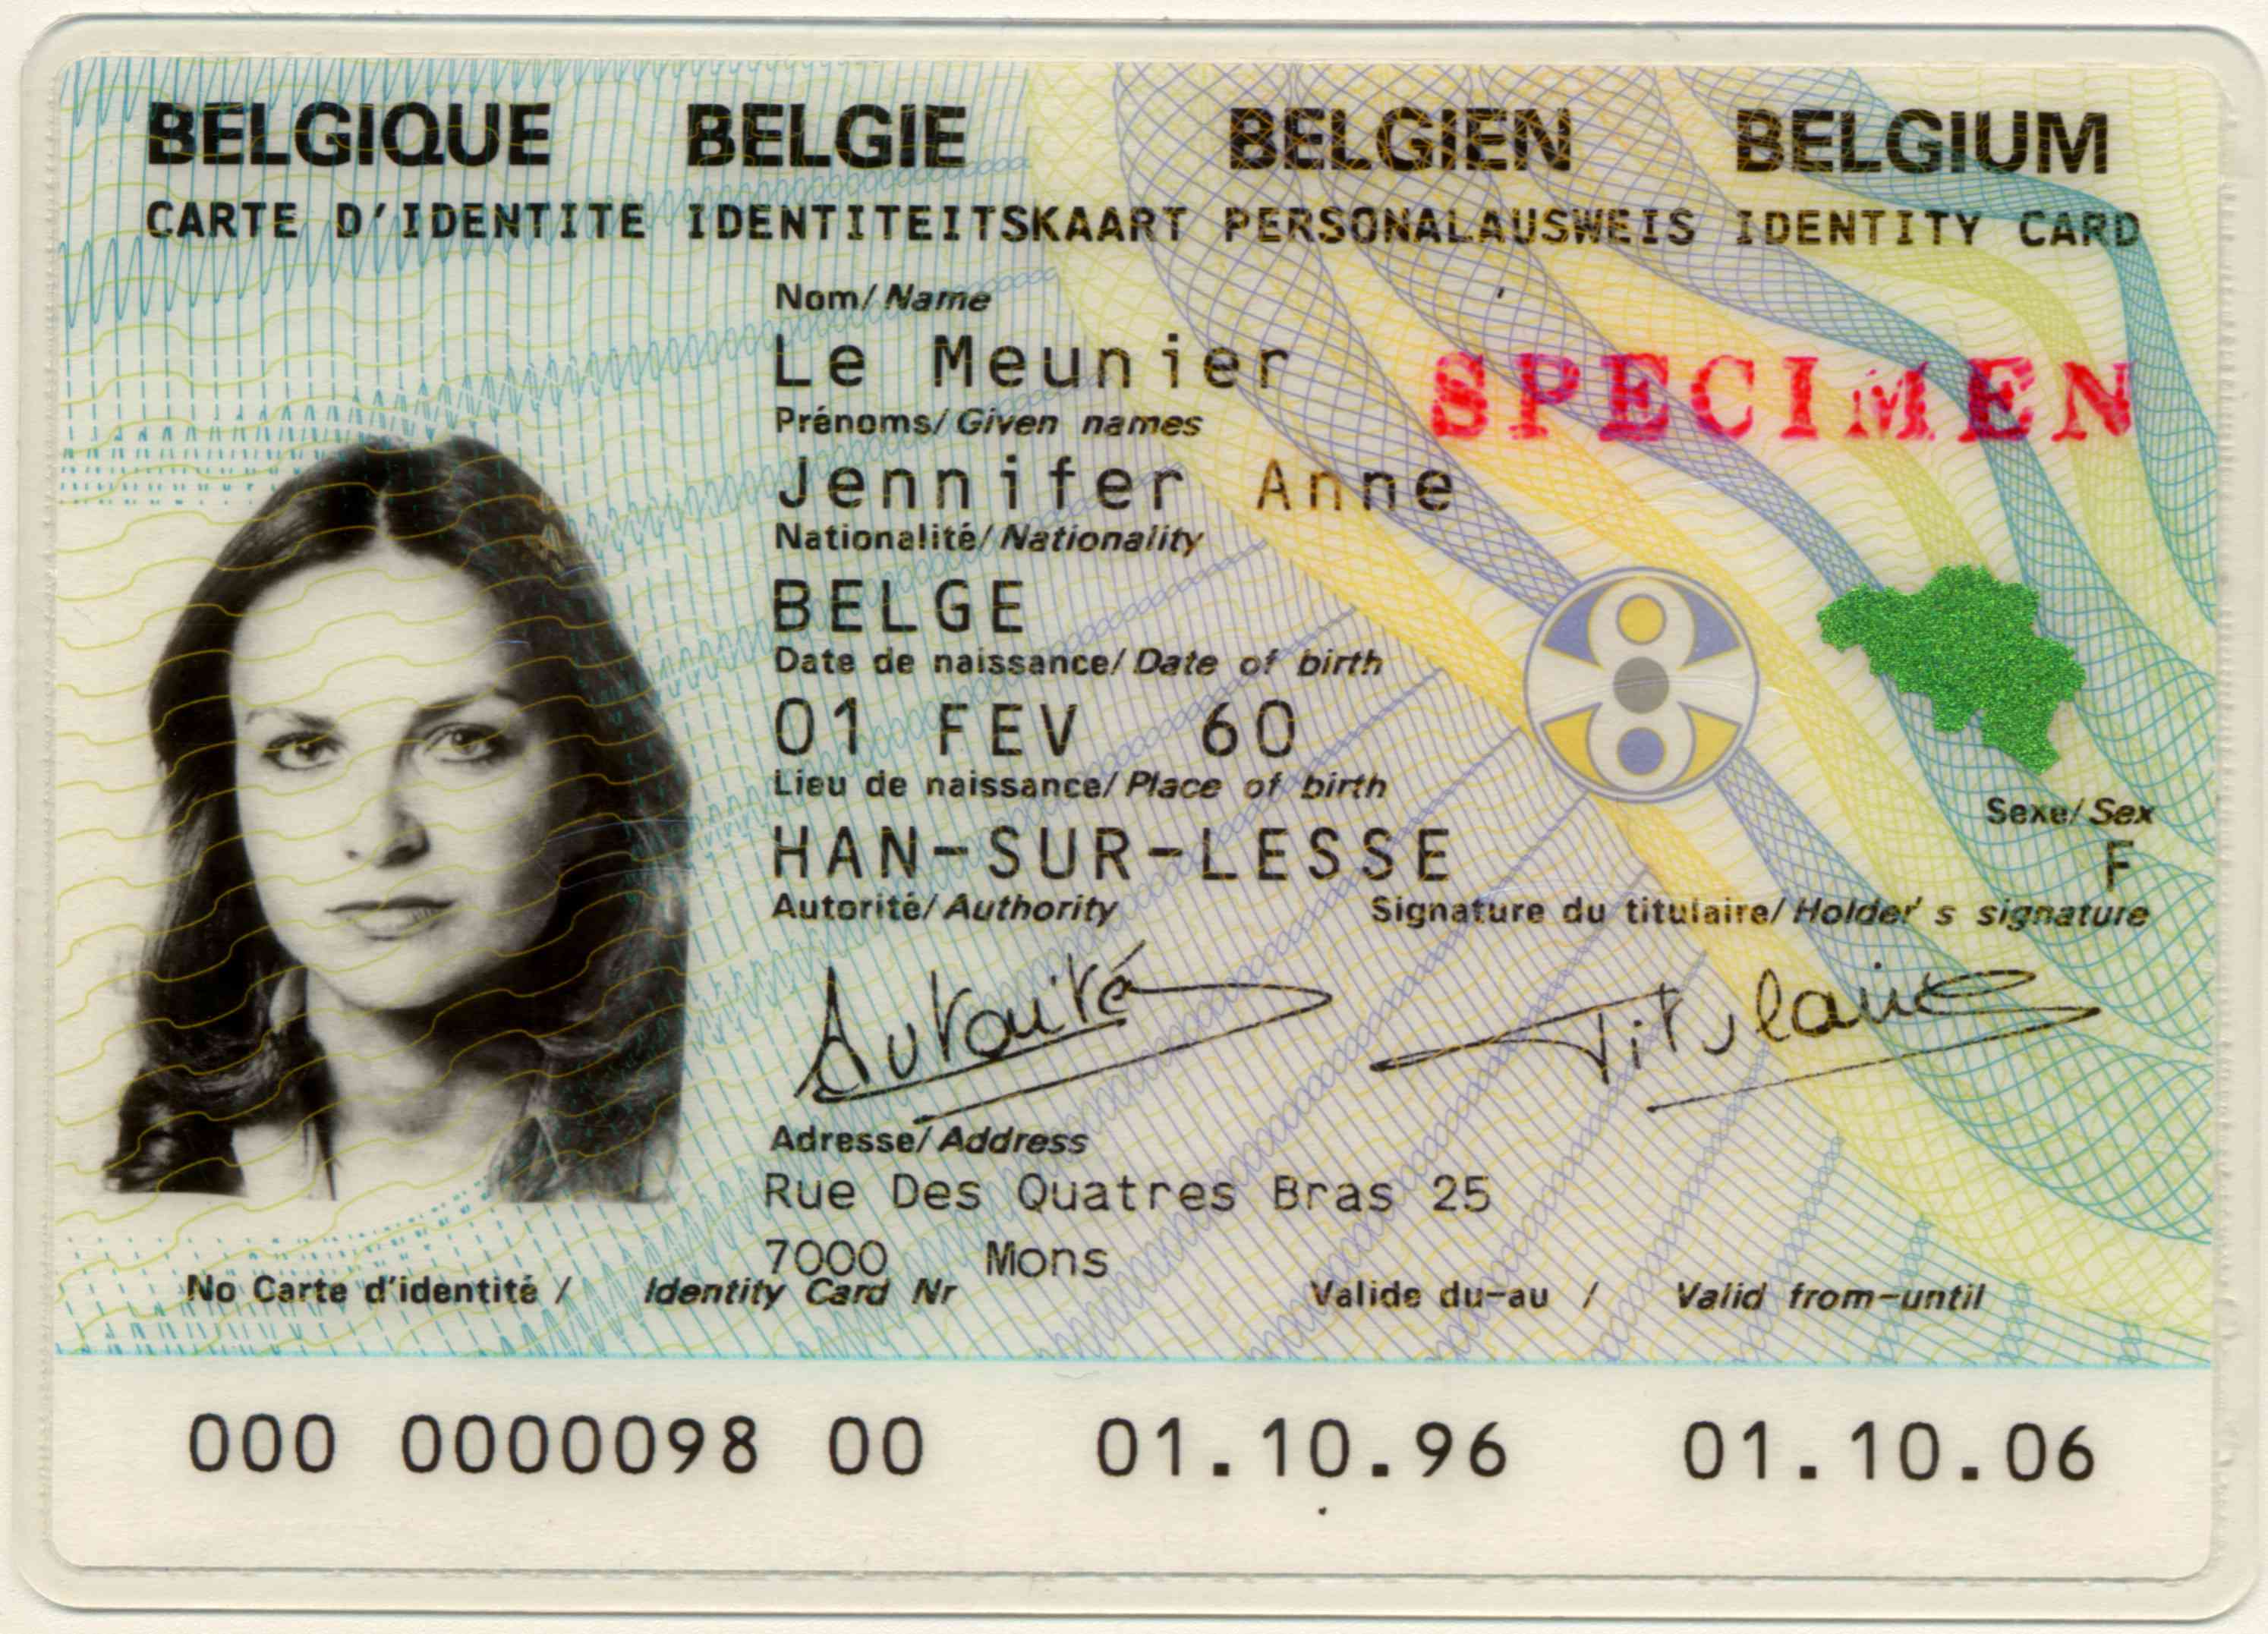 BELGIQUE BELGIE BELGIEN BELGIUM
CARTE D'IDENTITE IDENTITEITSKAART PERSONALAUSWEIS IDENTITY CARD
Nom/ Name
Le Meunier
SPECIMEN
Prénoms/ Given names
Jennifer Anne
Nationalité/ Nationality
BELGE
Date de naissance/ Date of birth
01 FEV 60
Lieu de naissance/ Place of birth
Sexe/ Sex
HAN-SUR-LESSE
F
Autorité/ Authority
Signature du titulaire/ Holder's signature
Autorité
Titulaire
Adresse/ Address
Rue Des Quatres Bras 25
7000 Mons
No Carte d'identité / Identity Card Nr
Valide du-au / Valid from-until
000 0000098 00 01.10.96 01.10.06